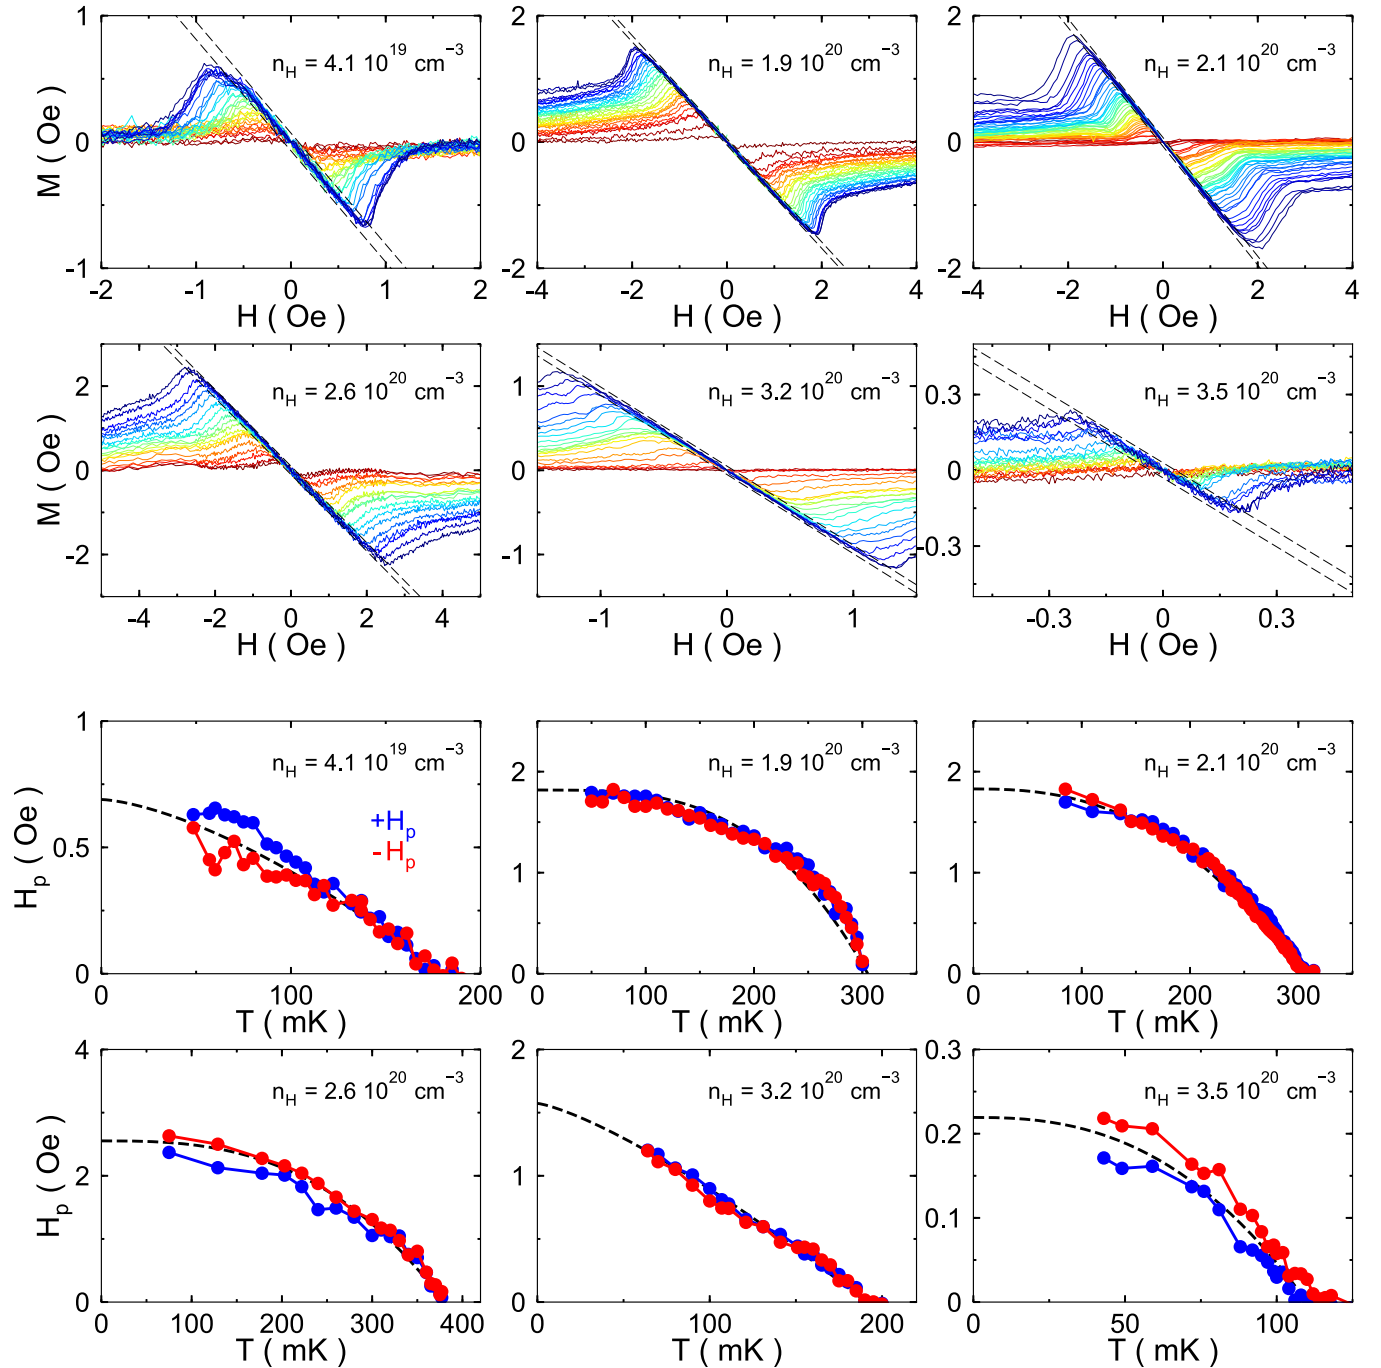 n_H = 4.1 10^19 cm^−3
n_H = 1.9 10^20 cm^−3
n_H = 2.1 10^20 cm^−3
M ( Oe )
1
0
-1
2
0
-2
2
0
-2
-2 -1 0 1 2
-4 -2 0 2 4
-4 -2 0 2 4
H ( Oe )
H ( Oe )
H ( Oe )
n_H = 2.6 10^20 cm^−3
n_H = 3.2 10^20 cm^−3
n_H = 3.5 10^20 cm^−3
M ( Oe )
2
0
-2
1
0
-1
0.3
0
-0.3
-4 -2 0 2 4
-1 0 1
-0.3 0 0.3
H ( Oe )
H ( Oe )
H ( Oe )
n_H = 4.1 10^19 cm^−3
n_H = 1.9 10^20 cm^−3
n_H = 2.1 10^20 cm^−3
+H_p
-H_p
H_p ( Oe )
1
0.5
0
2
1
0
2
1
0
0 100 200
0 100 200 300
0 100 200 300
T ( mK )
T ( mK )
T ( mK )
n_H = 2.6 10^20 cm^−3
n_H = 3.2 10^20 cm^−3
n_H = 3.5 10^20 cm^−3
H_p ( Oe )
4
2
0
2
1
0
0.3
0.2
0.1
0
0 100 200 300 400
0 100 200
0 50 100
T ( mK )
T ( mK )
T ( mK )